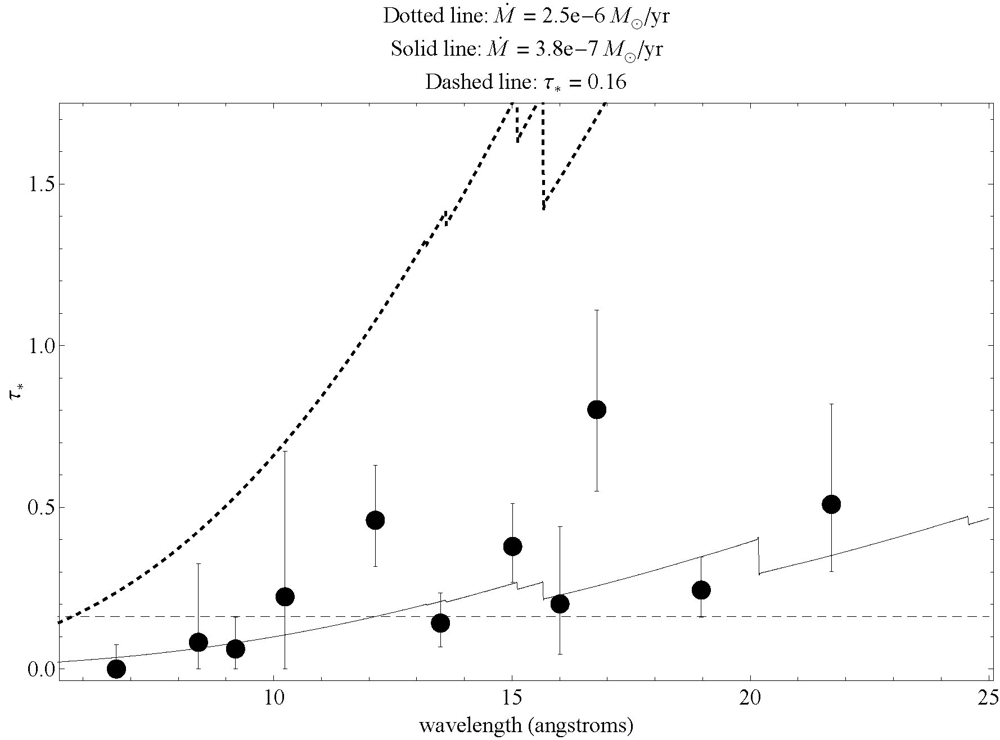 Dotted line: Ṁ = 2.5e−6 M☉/yr
Solid line: Ṁ = 3.8e−7 M☉/yr
Dashed line: τ* = 0.16
1.5
1.0
τ*
0.5
0.0
10 15 20 25
wavelength (angstroms)